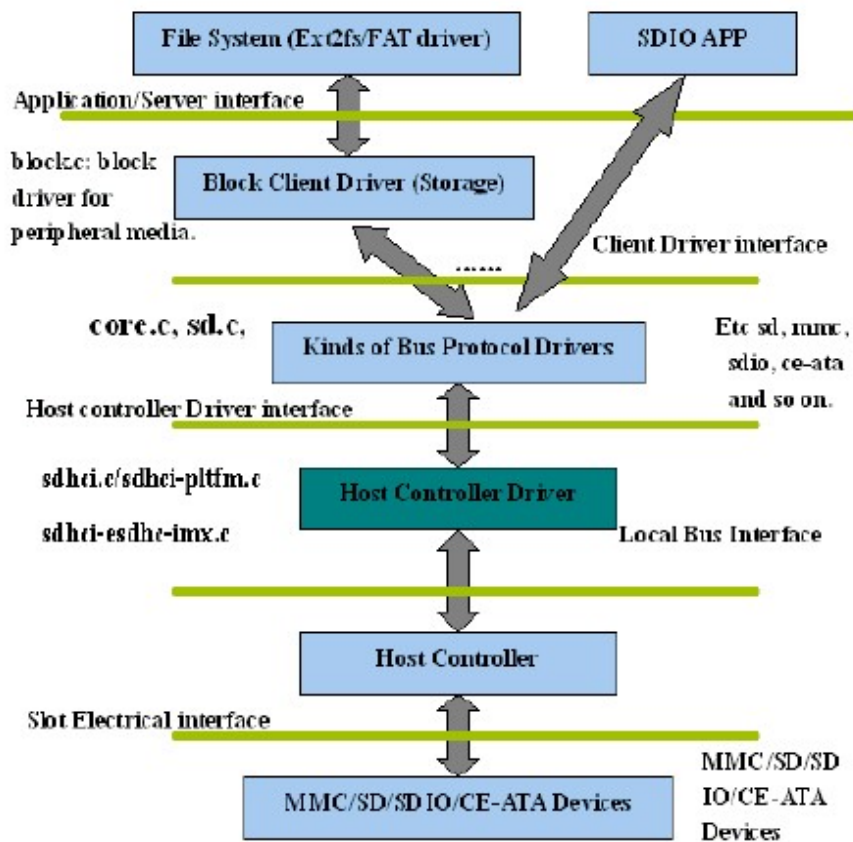 File System (Ext2fs/FAT driver)
SDIO APP
Application/Server interface
block.c: block
driver for
peripheral media.
Block Client Driver (Storage)
Client Driver interface
......
core.c, sd.c,
Kinds of Bus Protocol Drivers
Etc sd, mmc,
sdio, ce-ata
and so on.
Host controller Driver interface
sdhci.c/sdhci-pltfm.c
Host Controller Driver
sdhci-esdhc-imx.c
Local Bus Interface
Host Controller
Slot Electrical interface
MMC/SD/SDIO/CE-ATA Devices
MMC/SD/SD
IO/CE-ATA
Devices